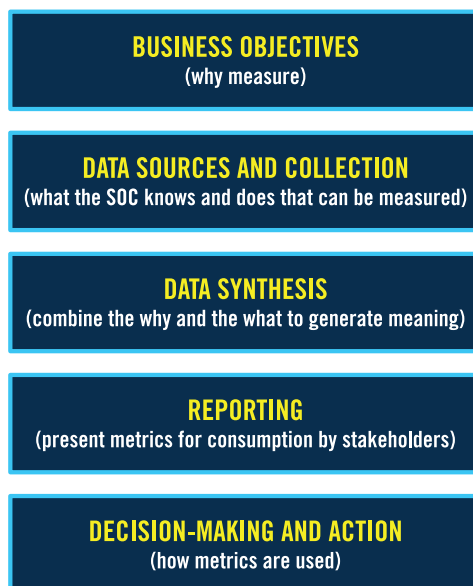 BUSINESS OBJECTIVES
(why measure)
DATA SOURCES AND COLLECTION
(what the SOC knows and does that can be measured)
DATA SYNTHESIS
(combine the why and the what to generate meaning)
REPORTING
(present metrics for consumption by stakeholders)
DECISION-MAKING AND ACTION
(how metrics are used)